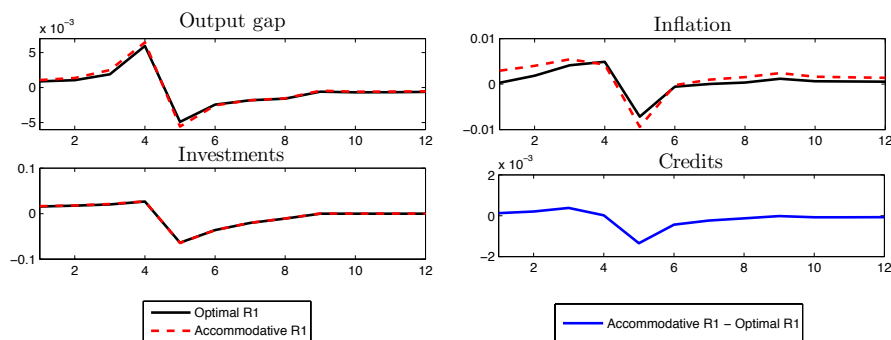 Output gap
x 10⁻³
5
0
−5
2 4 6 8 10 12
Inflation
0.01
0
−0.01
2 4 6 8 10 12
Investments
0.1
0
−0.1
2 4 6 8 10 12
Credits
x 10⁻³
2
0
−2
2 4 6 8 10 12
Optimal R1
Accommodative R1
Accommodative R1 − Optimal R1